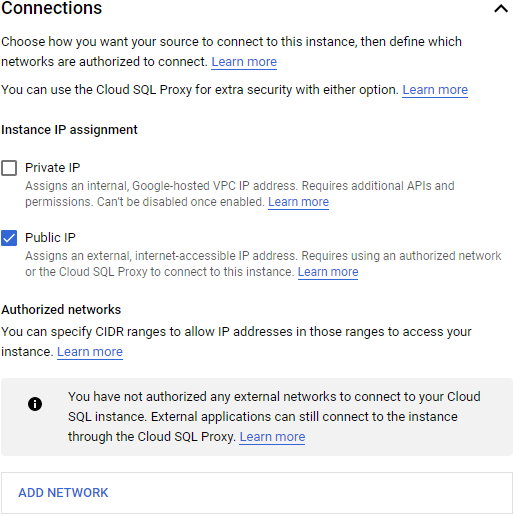 Connections
Choose how you want your source to connect to this instance, then define which
networks are authorized to connect. Learn more
You can use the Cloud SQL Proxy for extra security with either option. Learn more
Instance IP assignment
Private IP
Assigns an internal, Google-hosted VPC IP address. Requires additional APIs and
permissions. Can't be disabled once enabled. Learn more
Public IP
Assigns an external, internet-accessible IP address. Requires using an authorized network
or the Cloud SQL Proxy to connect to this instance. Learn more
Authorized networks
You can specify CIDR ranges to allow IP addresses in those ranges to access your
instance. Learn more
You have not authorized any external networks to connect to your Cloud
SQL instance. External applications can still connect to the instance
through the Cloud SQL Proxy. Learn more
ADD NETWORK